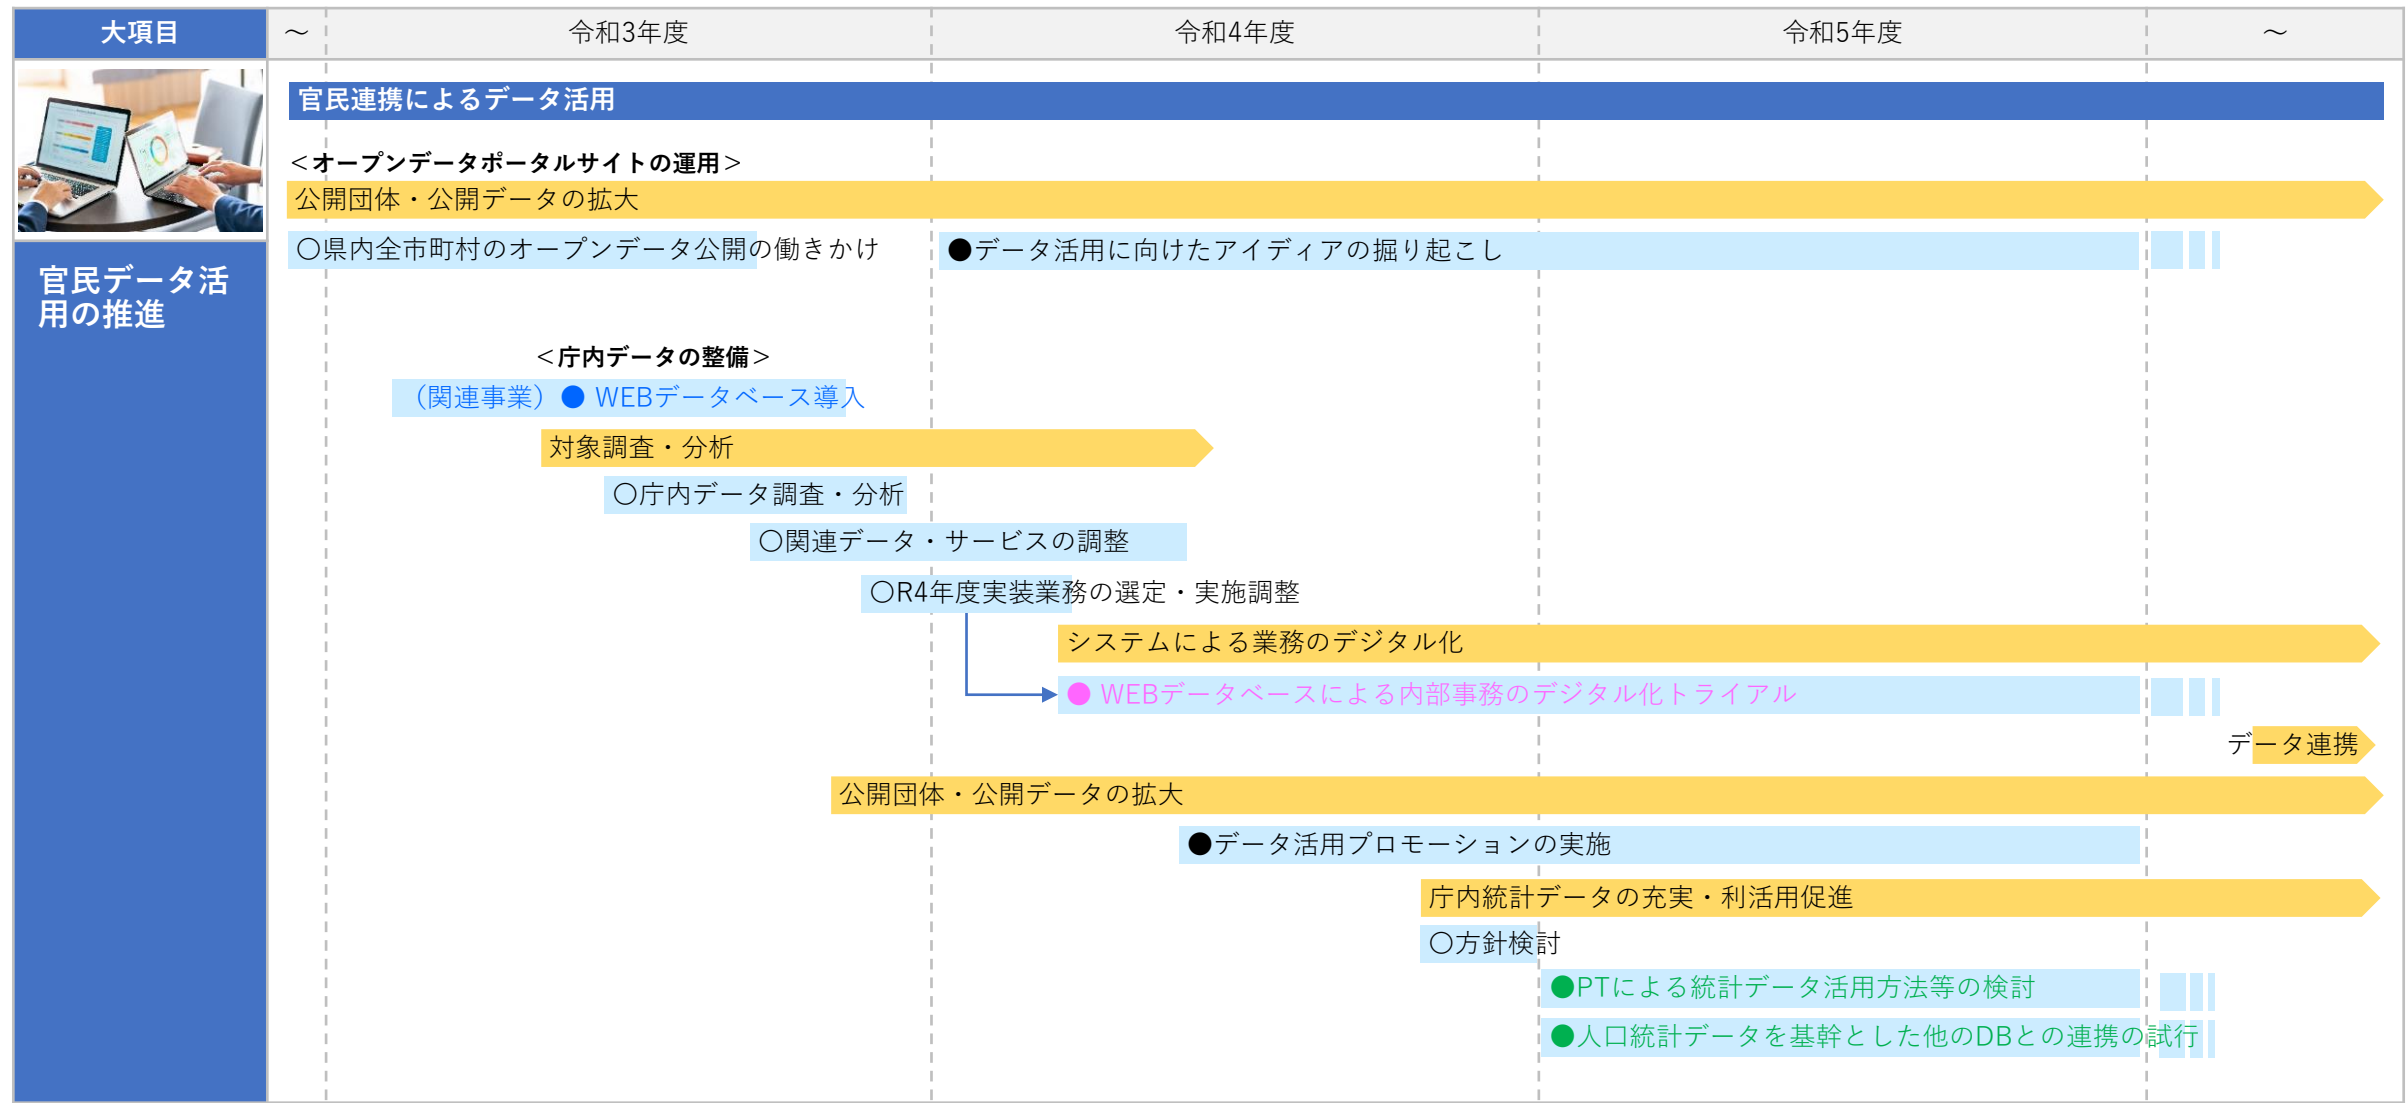 大項目
～
令和3年度
令和4年度
令和5年度
～
官民データ活
用の推進
官民連携によるデータ活用
＜オープンデータポータルサイトの運用＞
公開団体・公開データの拡大
〇県内全市町村のオープンデータ公開の働きかけ
●データ活用に向けたアイディアの掘り起こし
＜庁内データの整備＞
（関連事業）● WEBデータベース導入
対象調査・分析
〇庁内データ調査・分析
〇関連データ・サービスの調整
〇R4年度実装業務の選定・実施調整
システムによる業務のデジタル化
● WEBデータベースによる内部事務のデジタル化トライアル
データ連携
公開団体・公開データの拡大
●データ活用プロモーションの実施
庁内統計データの充実・利活用促進
〇方針検討
●PTによる統計データ活用方法等の検討
●人口統計データを基幹とした他のDBとの連携の試行